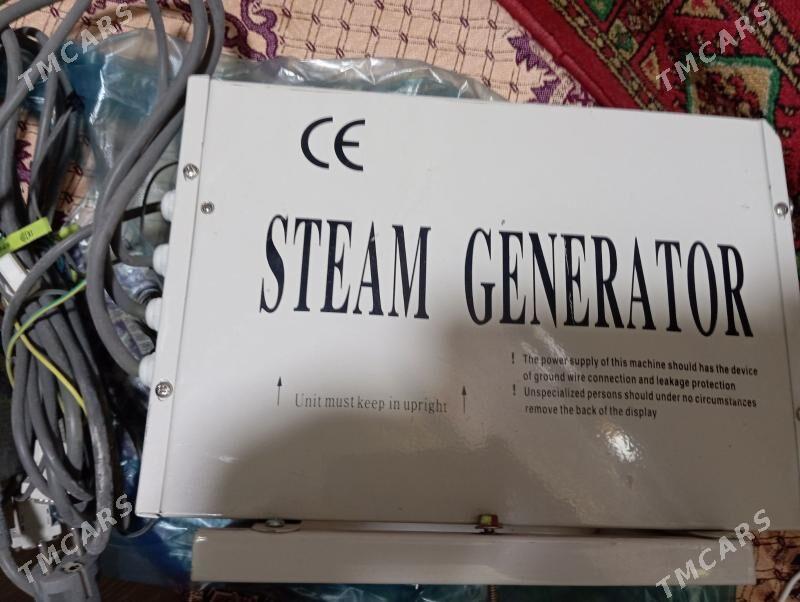 TMCARS
TMCARS
TMCARS
CE
STEAM GENERATOR
TMCARS
! The power supply of this machine should has the device
of ground wire connection and leakage protection
! Unspecialized persons should under no circumstances
remove the back of the display
↑ Unit must keep in upright ↑
TMCARS
TMCARS
TMCARS